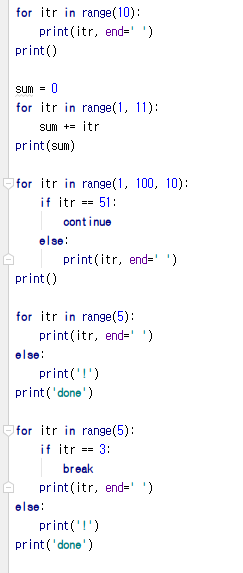 for itr in range(10):
    print(itr, end=' ')
print()

sum = 0
for itr in range(1, 11):
    sum += itr
print(sum)

for itr in range(1, 100, 10):
    if itr == 51:
        continue
    else:
        print(itr, end=' ')
print()

for itr in range(5):
    print(itr, end=' ')
else:
    print('!')
print('done')

for itr in range(5):
    if itr == 3:
        break
    print(itr, end=' ')
else:
    print('!')
print('done')